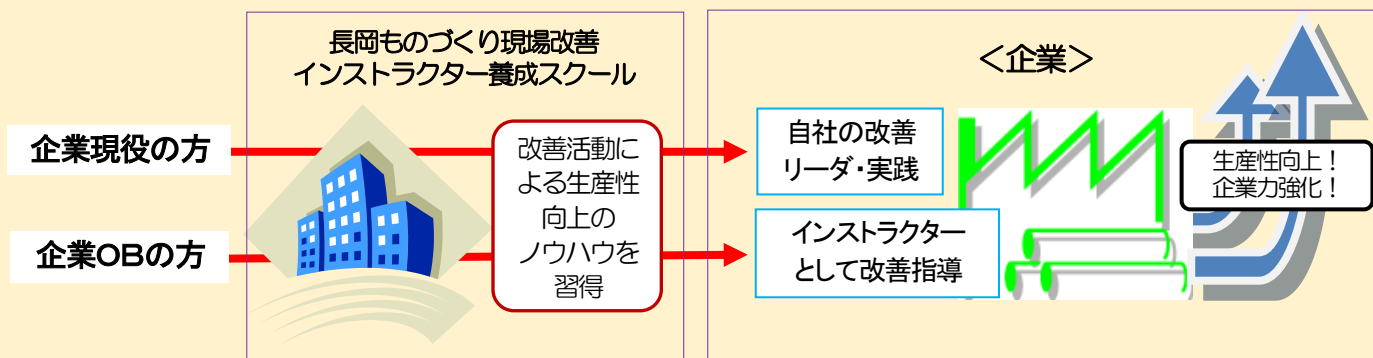 長岡ものづくり現場改善
インストラクター養成スクール
企業現役の方
企業OBの方
改善活動に
よる生産性
向上の
ノウハウを
習得
＜企業＞
自社の改善
リーダ・実践
インストラクター
として改善指導
生産性向上！
企業力強化！